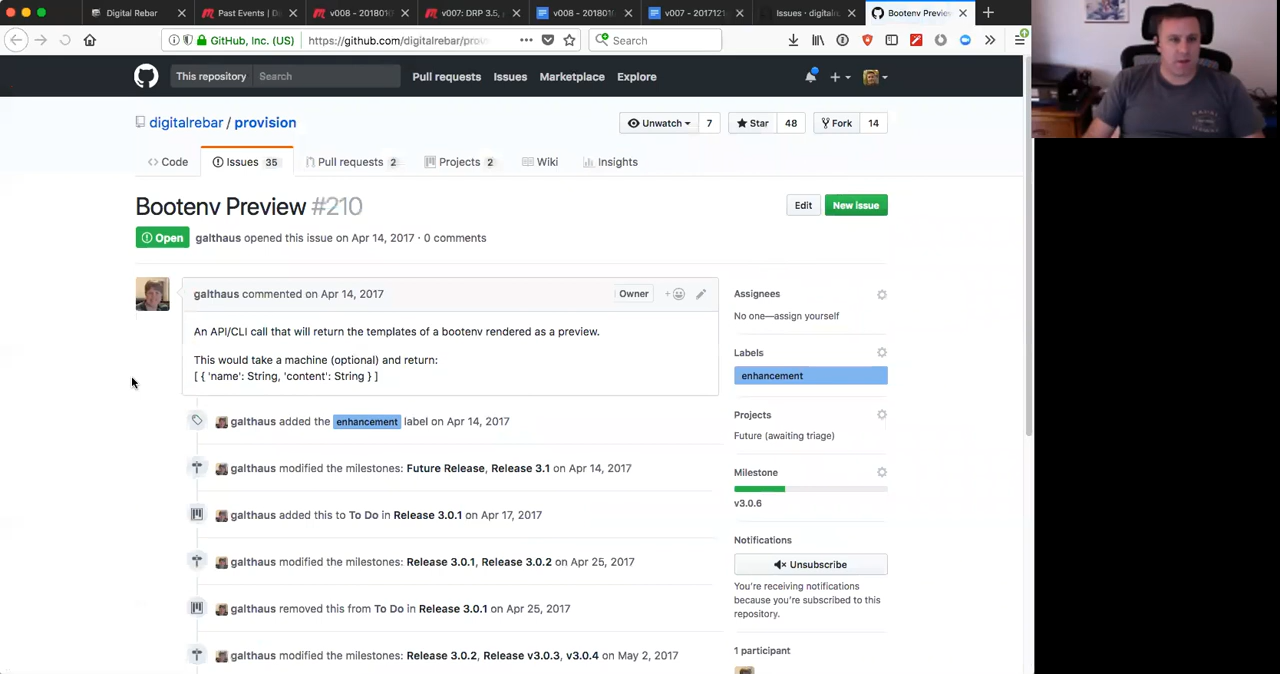 Digital Rebar
Past Events | D
v008 - 2018010
v007: DRP 3.5,
v008 - 2018010
v007 - 2017121
Issues · digital
Bootenv Previe
GitHub, Inc. (US)
https://github.com/digitalrebar/prov
Search
This repository
Search
Pull requests
Issues
Marketplace
Explore
digitalrebar / provision
Unwatch
7
Star
48
Fork
14
Code
Issues 35
Pull requests 2
Projects 2
Wiki
Insights
Bootenv Preview #210
Edit
New issue
Open
galthaus opened this issue on Apr 14, 2017 · 0 comments
galthaus commented on Apr 14, 2017
Owner
An API/CLI call that will return the templates of a bootenv rendered as a preview.
This would take a machine (optional) and return:
[ { 'name': String, 'content': String } ]
galthaus added the enhancement label on Apr 14, 2017
galthaus modified the milestones: Future Release, Release 3.1 on Apr 14, 2017
galthaus added this to To Do in Release 3.0.1 on Apr 17, 2017
galthaus modified the milestones: Release 3.0.1, Release 3.0.2 on Apr 25, 2017
galthaus removed this from To Do in Release 3.0.1 on Apr 25, 2017
galthaus modified the milestones: Release 3.0.2, Release v3.0.3, v3.0.4 on May 2, 2017
Assignees
No one—assign yourself
Labels
enhancement
Projects
Future (awaiting triage)
Milestone
v3.0.6
Notifications
Unsubscribe
You're receiving notifications
because you're subscribed to this
repository.
1 participant